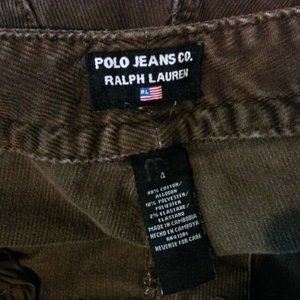 POLO JEANS CO.
RALPH LAUREN
RL
4
88% COTTON/
ALGODON
10% POLYESTER/
POLIESTER
2% ELASTANE/
ELASTANO
MADE IN CAMBODIA
HECHO EN CAMBOYA
RN41381
REVERSE FOR CARE